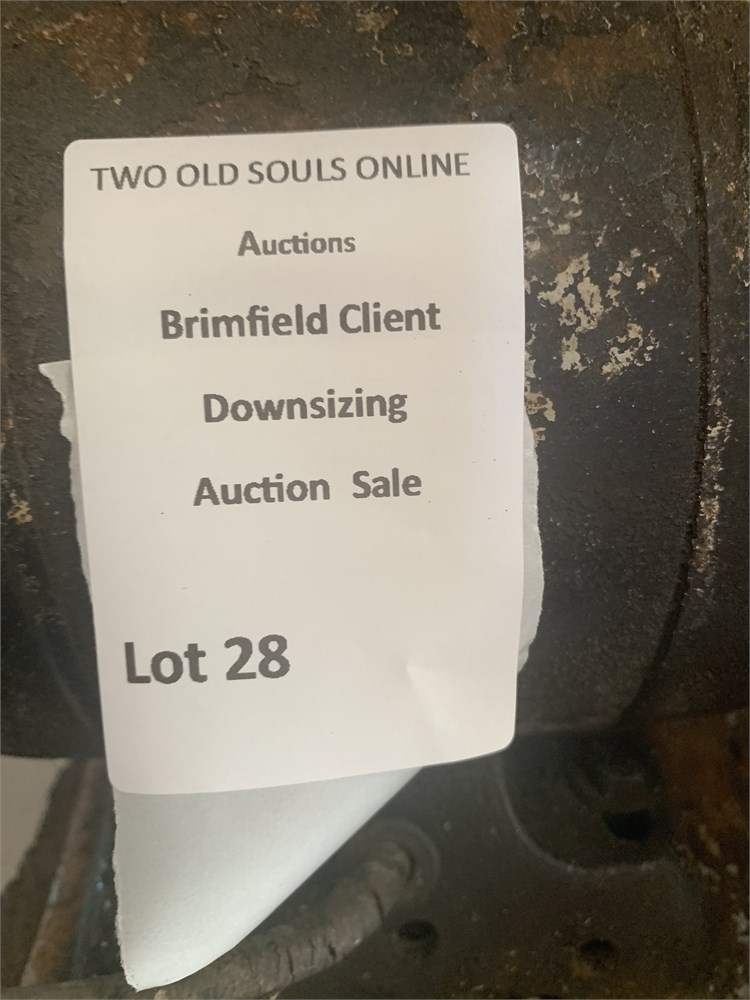 TWO OLD SOULS ONLINE
Auctions
Brimfield Client
Downsizing
Auction Sale
Lot 28